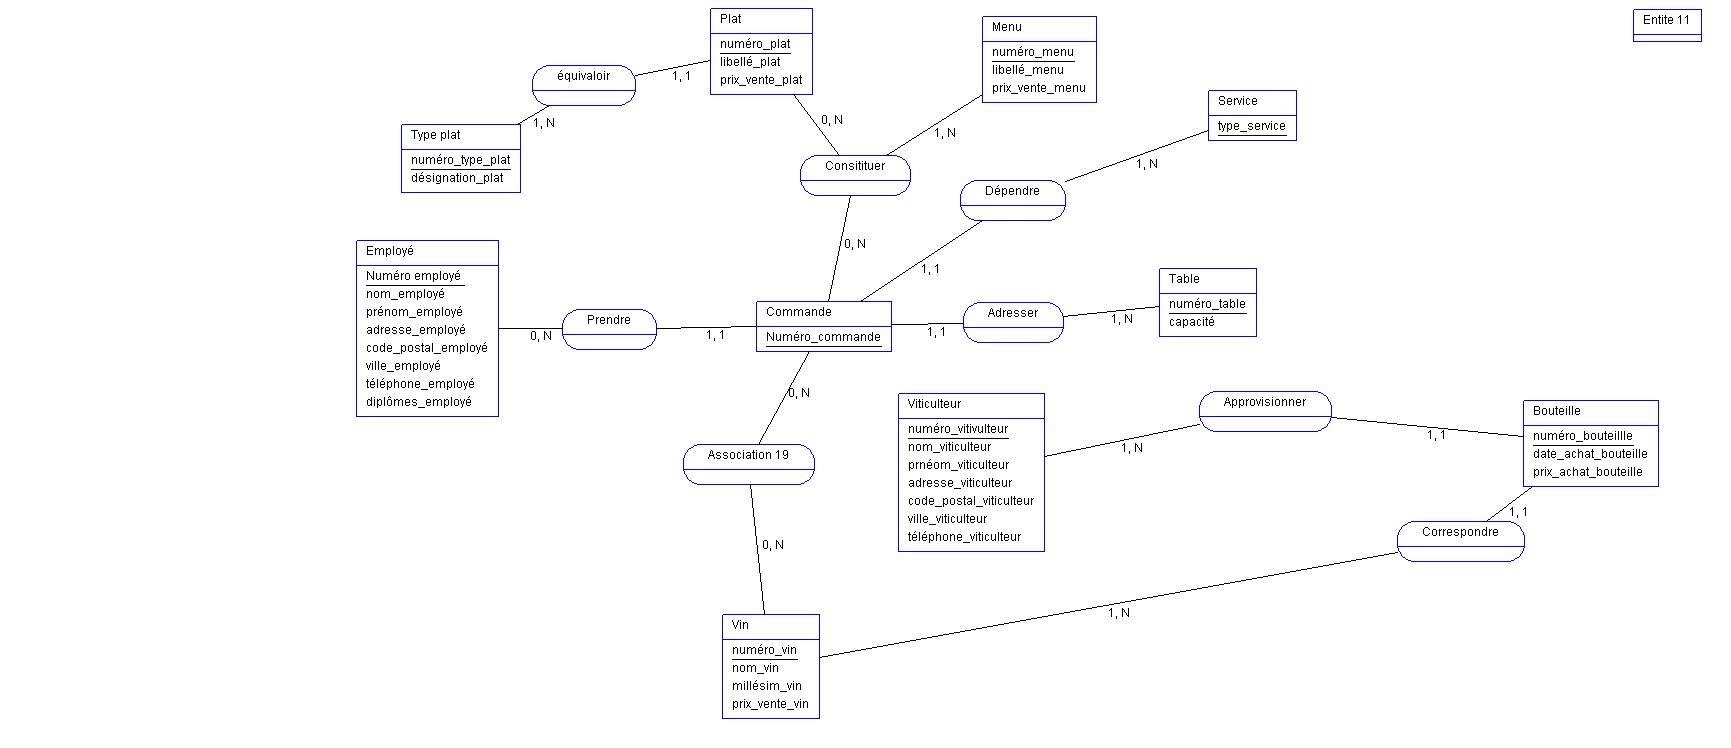 Plat
numéro_plat
libellé_plat
prix_vente_plat
Menu
numéro_menu
libellé_menu
prix_vente_menu
Entite 11
équivaloir
1, 1
1, N
Type plat
numéro_type_plat
désignation_plat
0, N
1, N
Consitituer
Service
type_service
1, N
Dépendre
0, N
1, 1
Employé
Numéro employé
nom_employé
prénom_employé
adresse_employé
code_postal_employé
ville_employé
téléphone_employé
diplômes_employé
0, N
Prendre
1, 1
Commande
Numéro_commande
1, 1
Adresser
1, N
Table
numéro_table
capacité
0, N
Association 19
0, N
Viticulteur
numéro_vitivulteur
nom_viticulteur
prnéom_viticulteur
adresse_viticulteur
code_postal_viticulteur
ville_viticulteur
téléphone_viticulteur
1, N
Approvisionner
1, 1
Bouteille
numéro_bouteillle
date_achat_bouteille
prix_achat_bouteille
1, 1
Correspondre
1, N
Vin
numéro_vin
nom_vin
millésim_vin
prix_vente_vin